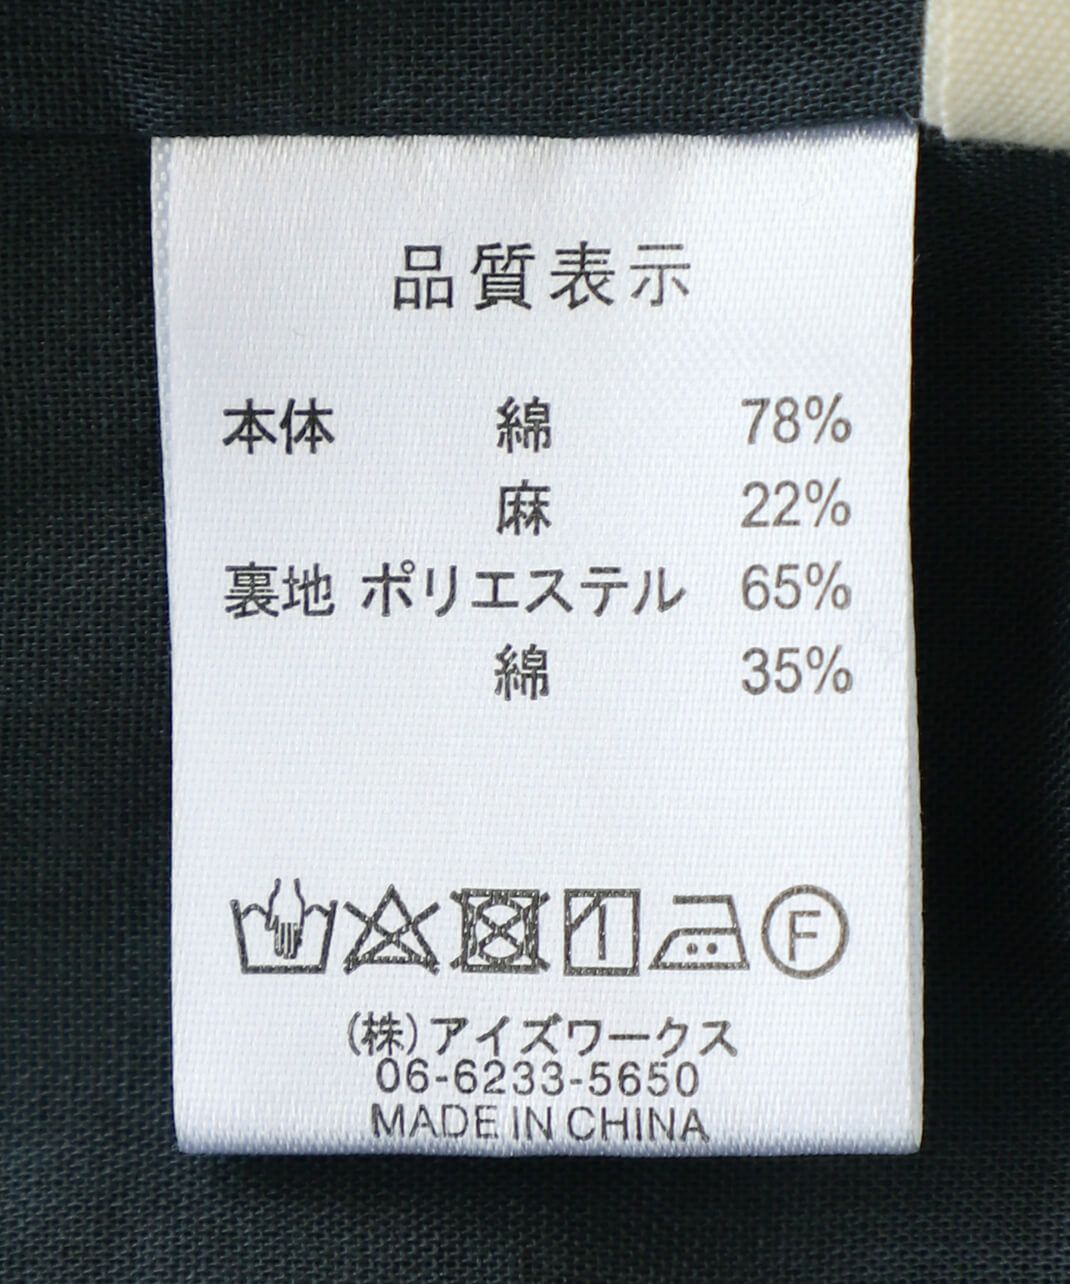 品質表示
本体 綿 78%
麻 22%
裏地 ポリエステル 65%
綿 35%
F
(株)アイズワークス
06-6233-5650
MADE IN CHINA